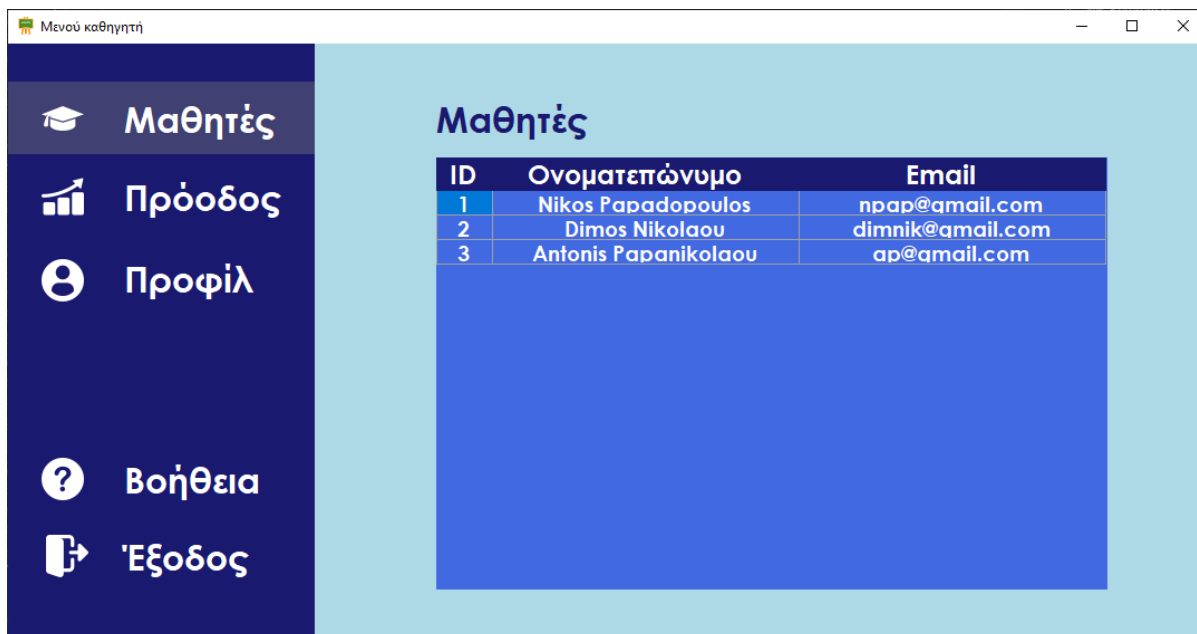 Μενού καθηγητή
Μαθητές
Πρόοδος
Προφίλ
Βοήθεια
Έξοδος
Μαθητές
ID Ονοματεπώνυμο Email
1 Nikos Papadopoulos npap@gmail.com
2 Dimos Nikolaou dimnik@gmail.com
3 Antonis Papanikolaou ap@gmail.com